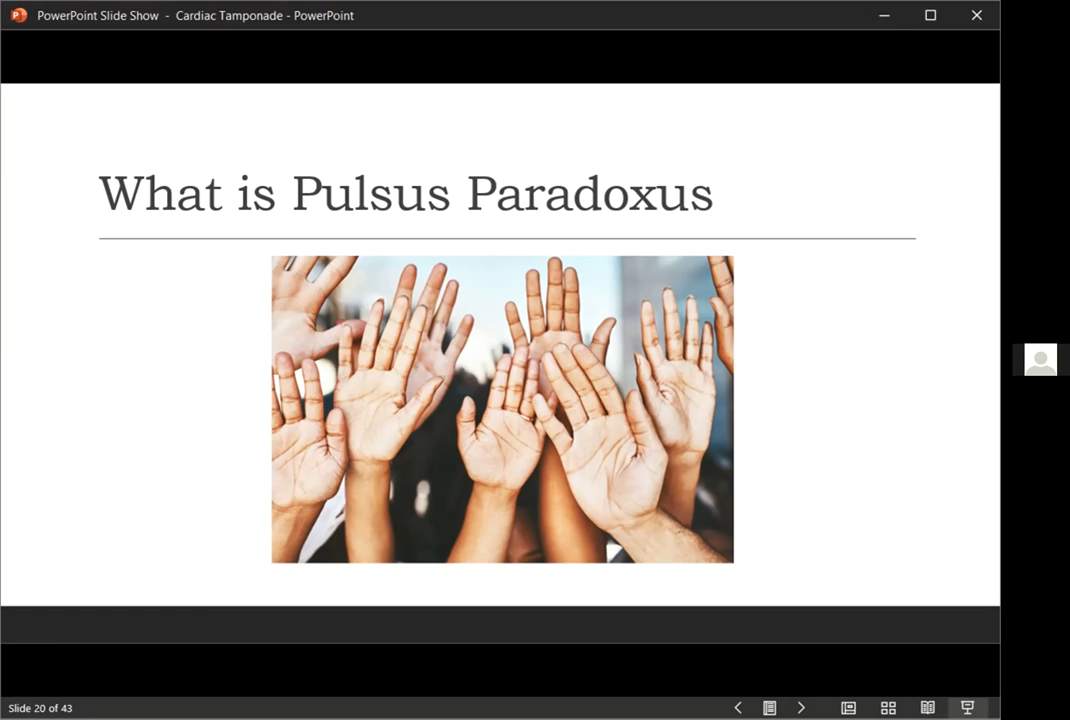 PowerPoint Slide Show - Cardiac Tamponade - PowerPoint
What is Pulsus Paradoxus
Slide 20 of 43